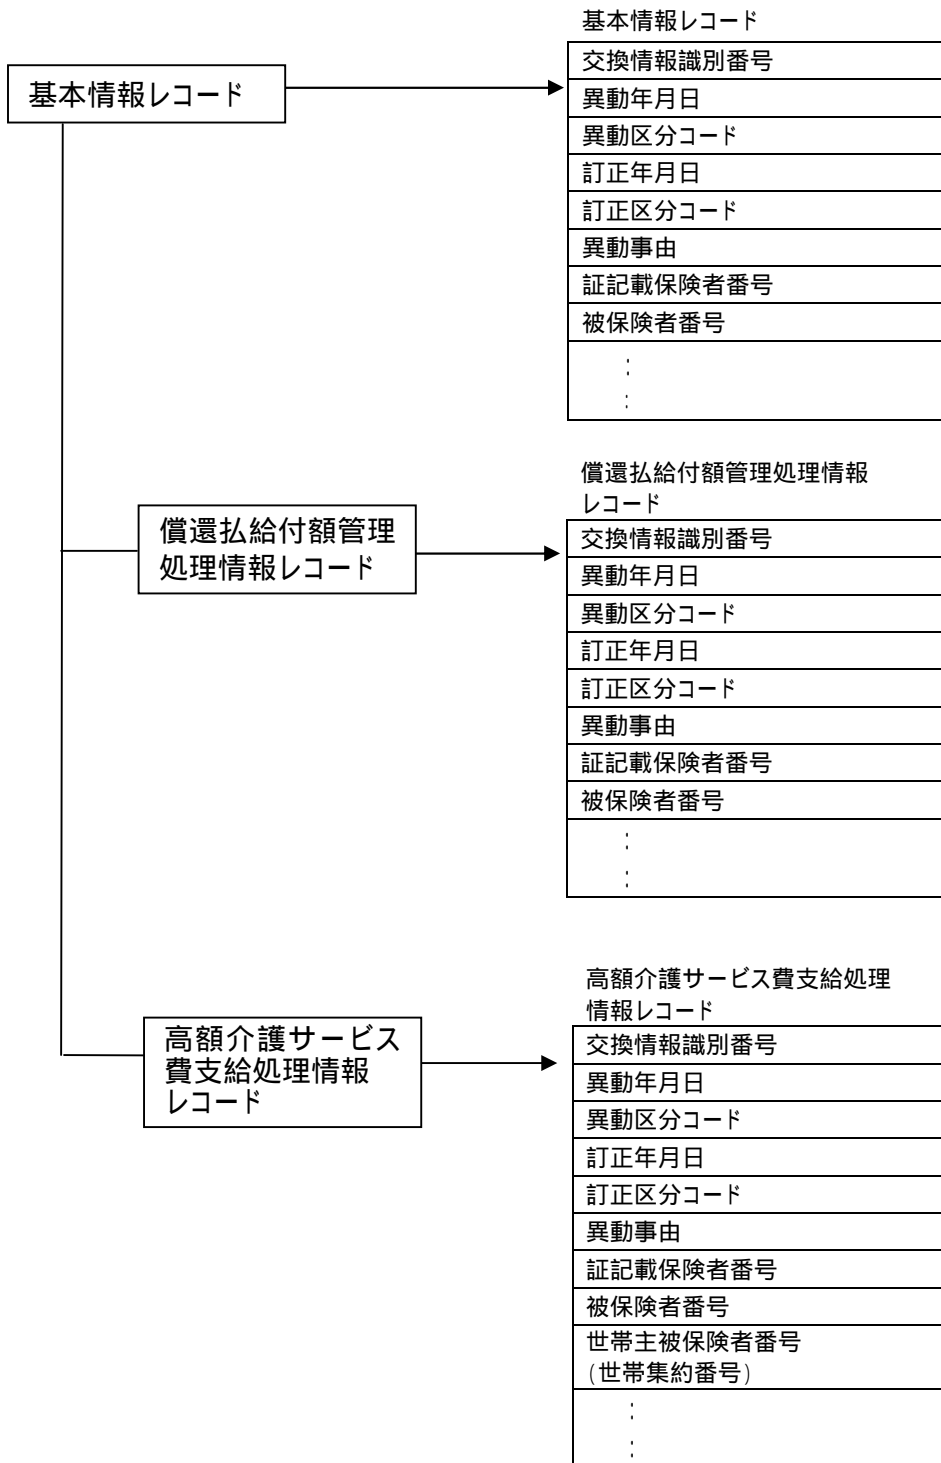 基本情報レコード
基本情報レコード
交換情報識別番号
異動年月日
異動区分コード
訂正年月日
訂正区分コード
異動事由
証記載保険者番号
被保険者番号
:
:
償還払給付額管理
処理情報レコード
償還払給付額管理処理情報
レコード
交換情報識別番号
異動年月日
異動区分コード
訂正年月日
訂正区分コード
異動事由
証記載保険者番号
被保険者番号
:
:
高額介護サービス
費支給処理情報
レコード
高額介護サービス費支給処理
情報レコード
交換情報識別番号
異動年月日
異動区分コード
訂正年月日
訂正区分コード
異動事由
証記載保険者番号
被保険者番号
世帯主被保険者番号
(世帯集約番号)
:
: